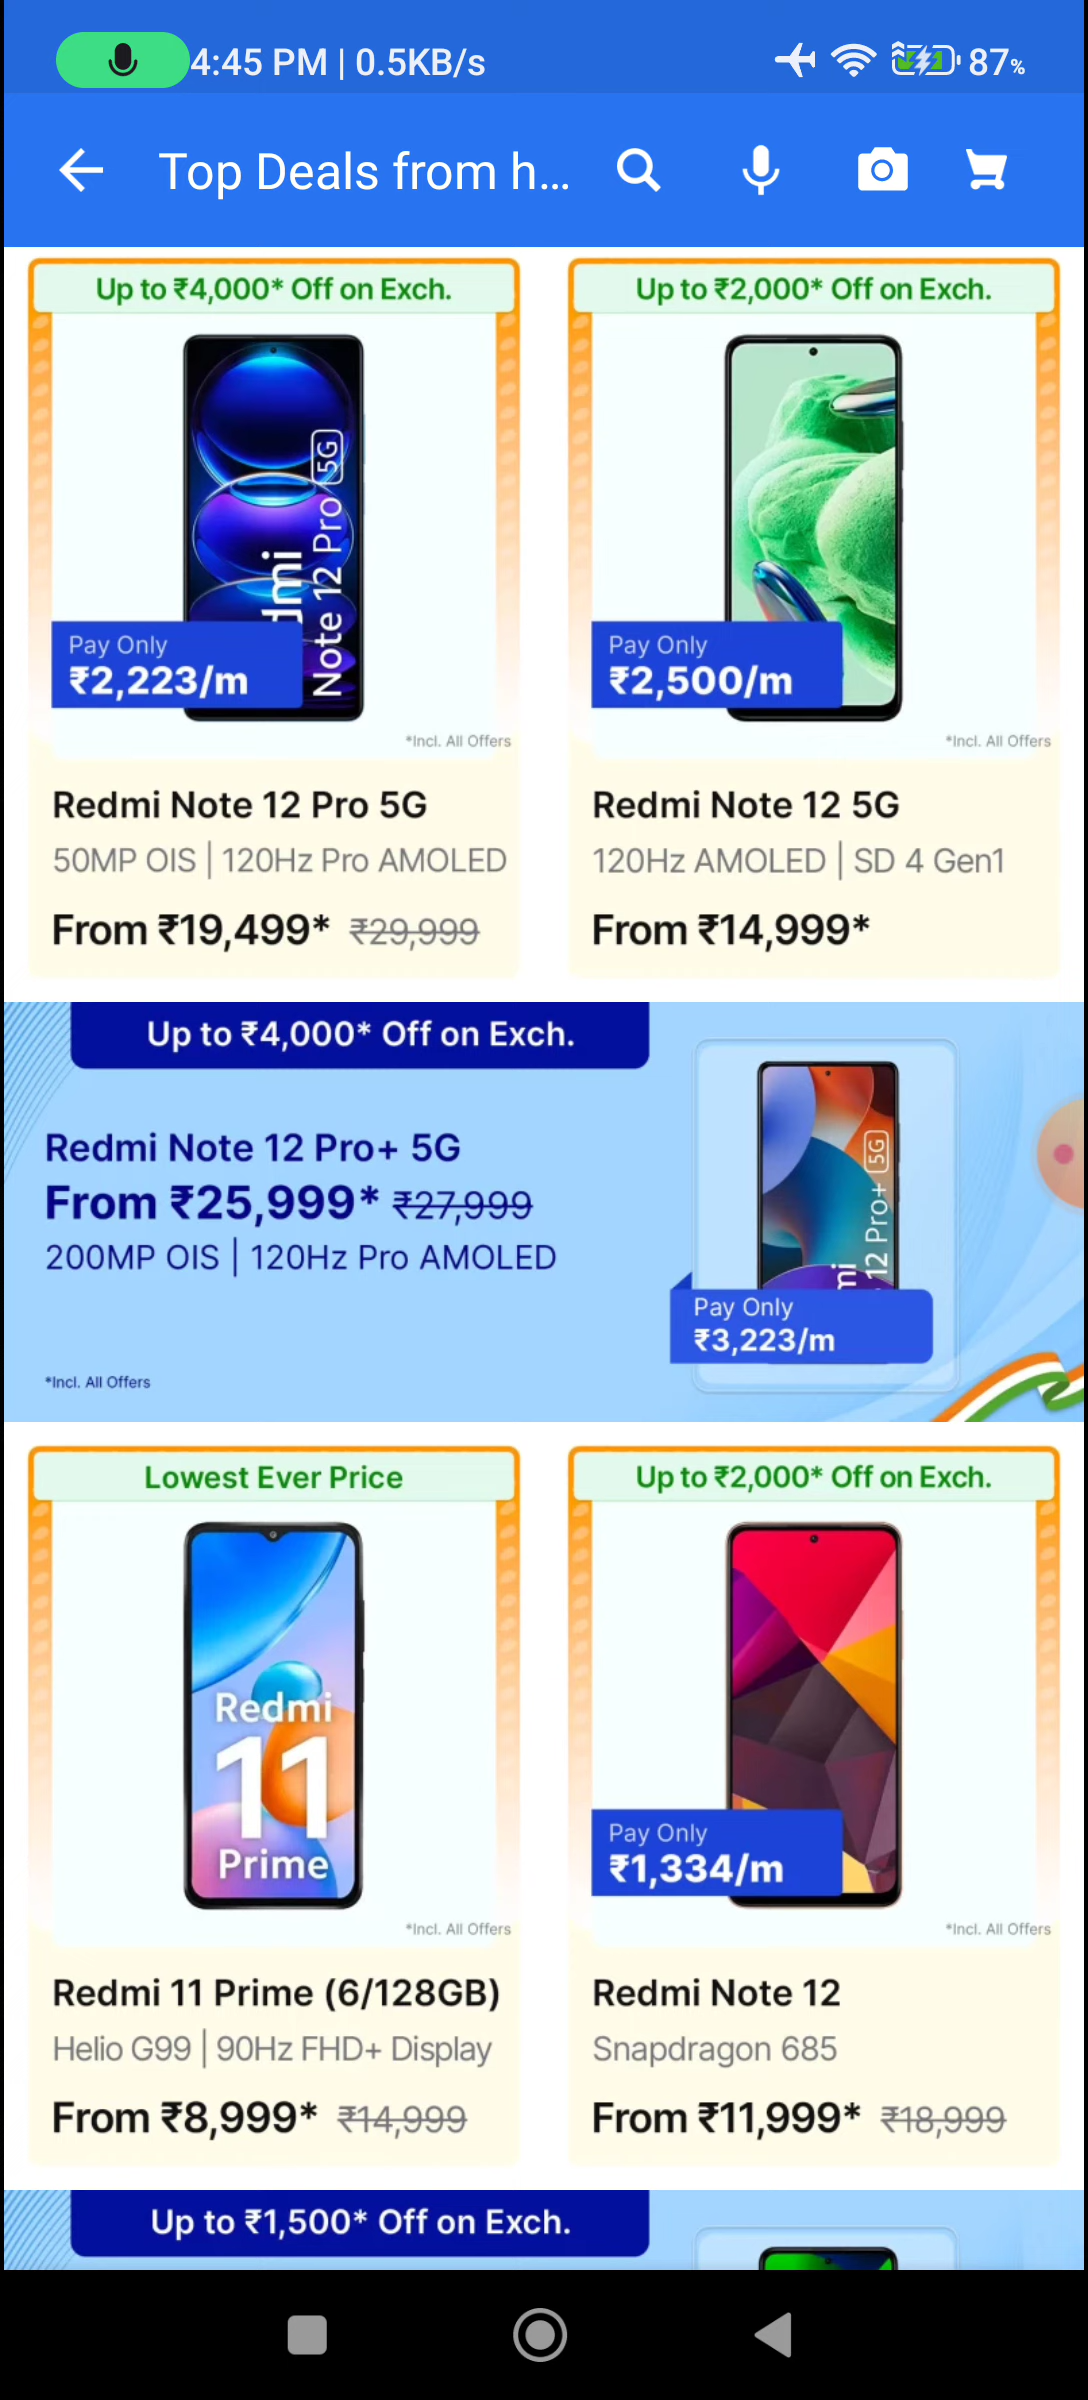 4:45 PM | 0.5KB/s
87%
Top Deals from h...
Up to ₹4,000* Off on Exch.
Redmi
Note 12 Pro 5G
Pay Only
₹2,223/m
*Incl. All Offers
Redmi Note 12 Pro 5G
50MP OIS | 120Hz Pro AMOLED
From ₹19,499* ₹29,999
Up to ₹2,000* Off on Exch.
Pay Only
₹2,500/m
*Incl. All Offers
Redmi Note 12 5G
120Hz AMOLED | SD 4 Gen1
From ₹14,999*
Up to ₹4,000* Off on Exch.
Redmi Note 12 Pro+ 5G
From ₹25,999* ₹27,999
200MP OIS | 120Hz Pro AMOLED
*Incl. All Offers
mi
12 Pro+ 5G
Pay Only
₹3,223/m
Lowest Ever Price
Redmi
11
Prime
*Incl. All Offers
Redmi 11 Prime (6/128GB)
Helio G99 | 90Hz FHD+ Display
From ₹8,999* ₹14,999
Up to ₹2,000* Off on Exch.
Pay Only
₹1,334/m
*Incl. All Offers
Redmi Note 12
Snapdragon 685
From ₹11,999* ₹18,999
Up to ₹1,500* Off on Exch.